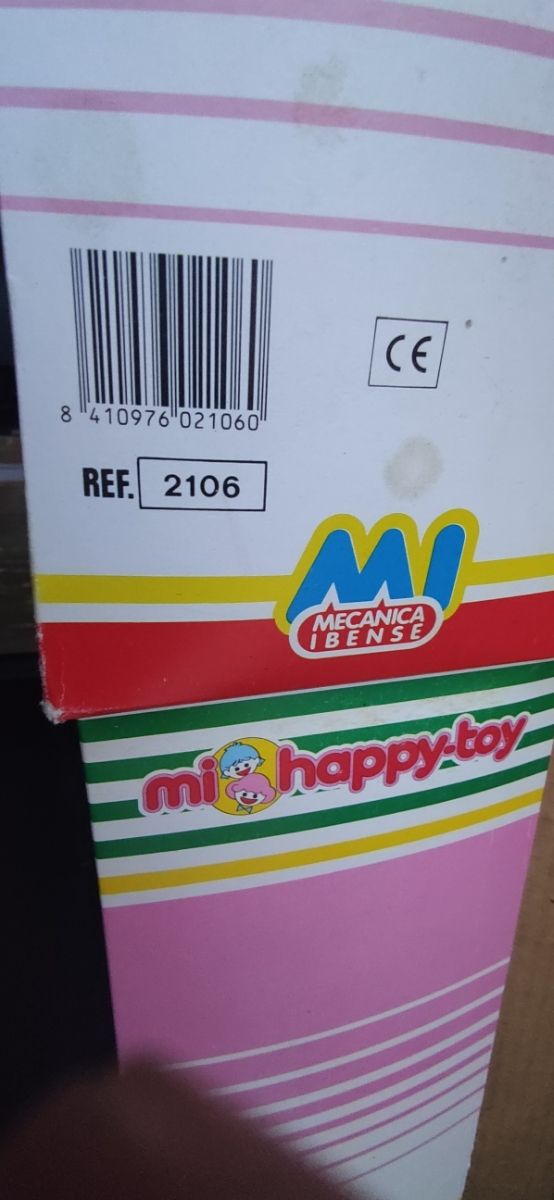 8 410976 021060
CE
REF. 2106
MI
MECANICA
IBENSE
mi happy-toy